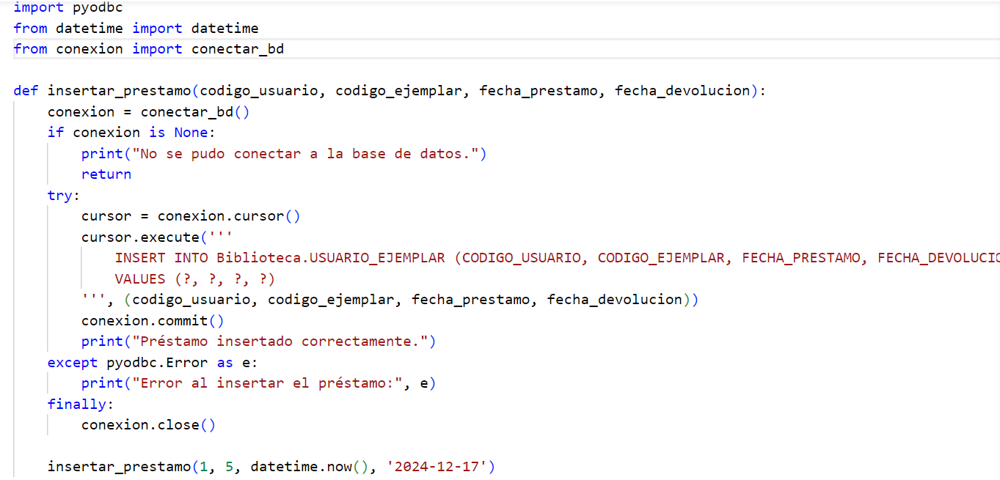 import pyodbc
from datetime import datetime
from conexion import conectar_bd
def insertar_prestamo(codigo_usuario, codigo_ejemplar, fecha_prestamo, fecha_devolucion):
    conexion = conectar_bd()
    if conexion is None:
        print("No se pudo conectar a la base de datos.")
        return
    try:
        cursor = conexion.cursor()
        cursor.execute('''
            INSERT INTO Biblioteca.USUARIO_EJEMPLAR (CODIGO_USUARIO, CODIGO_EJEMPLAR, FECHA_PRESTAMO, FECHA_DEVOLUCIO
            VALUES (?, ?, ?, ?)
        ''', (codigo_usuario, codigo_ejemplar, fecha_prestamo, fecha_devolucion))
        conexion.commit()
        print("Préstamo insertado correctamente.")
    except pyodbc.Error as e:
        print("Error al insertar el préstamo:", e)
    finally:
        conexion.close()
    insertar_prestamo(1, 5, datetime.now(), '2024-12-17')